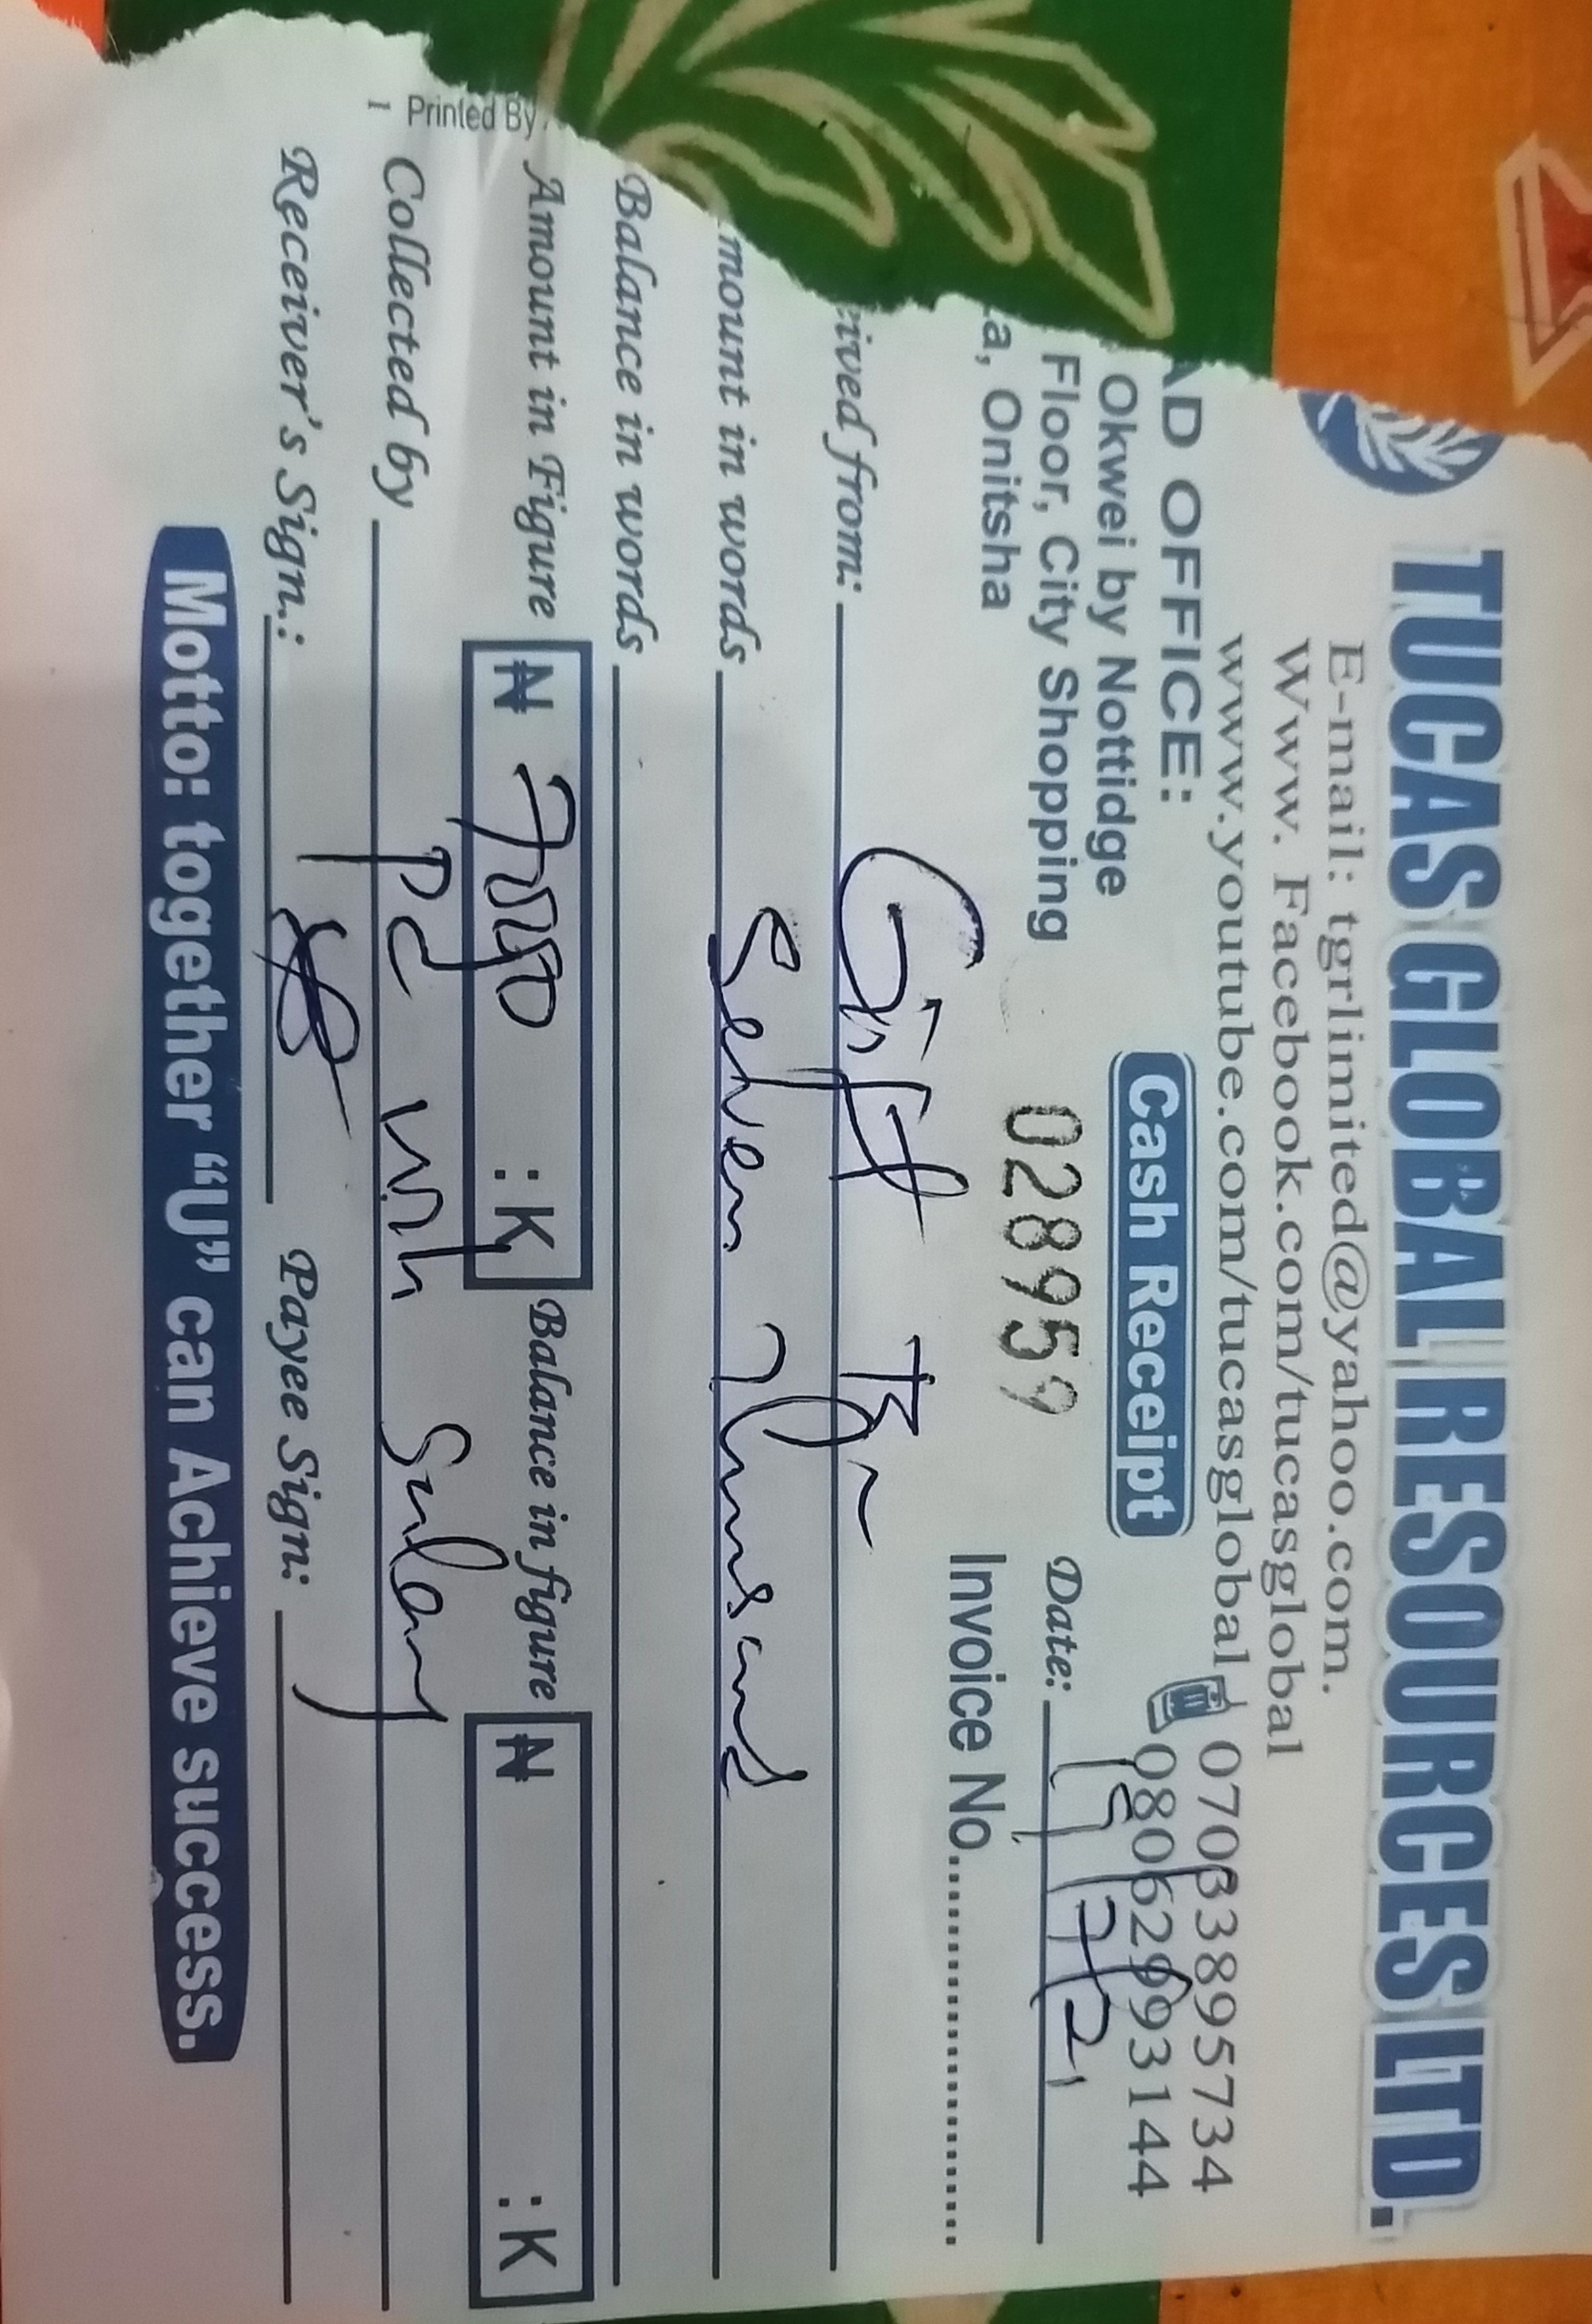 TUCAS GLOBAL RESOURCES LTD.
E-mail: tgrlimited@yahoo.com.
Www. Facebook.com/tucasglobal
www.youtube.com/tucasglobal
AD OFFICE:
Okwei by Nottidge
Floor, City Shopping
a, Onitsha
07033895734
08062993144
Cash Receipt
028959
Date:
Invoice No
ived from: Gift
mount in words Seven Thousand
Balance in words
Amount in Figure ₦ :K Balance in figure ₦ :K
Collected by
Receiver's Sign.: Payee Sign:
Printed By
Motto: together “U” can Achieve success.